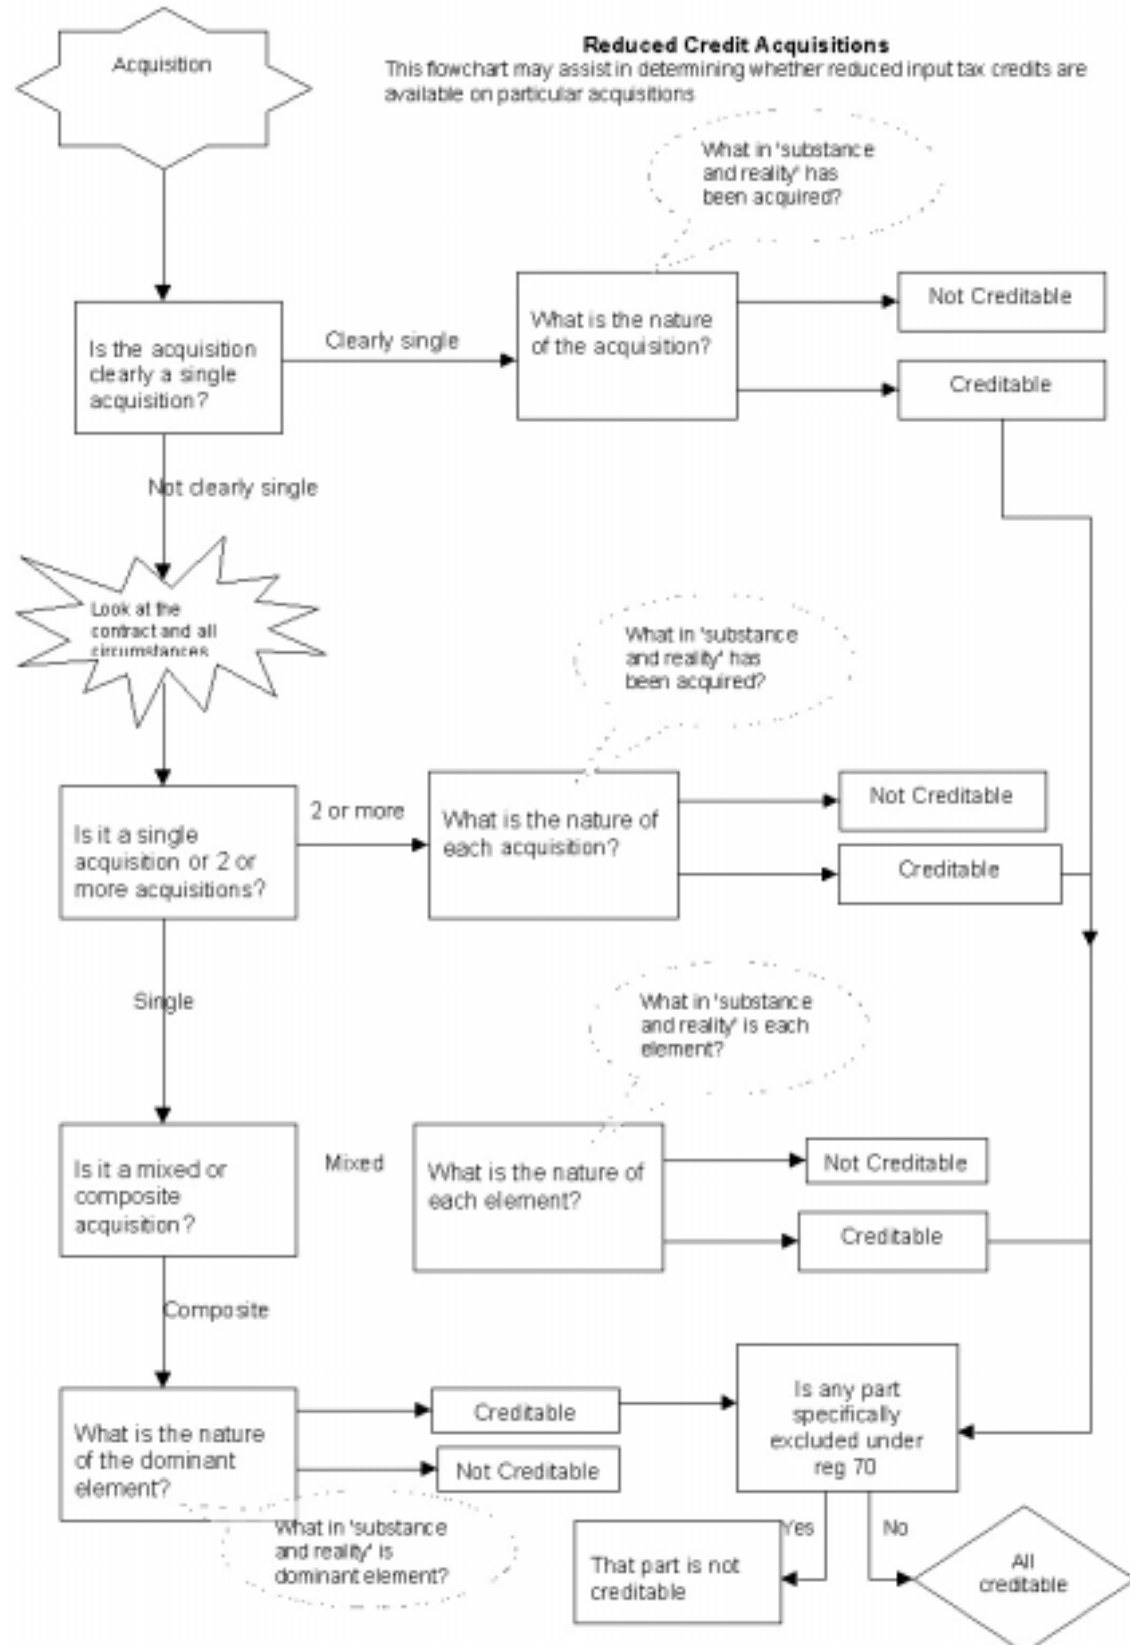 Acquisition
Reduced Credit Acquisitions
This flowchart may assist in determining whether reduced input tax credits are
available on particular acquisitions
What in 'substance
and reality' has
been acquired?
Is the acquisition
clearly a single
acquisition?
Clearly single
What is the nature
of the acquisition?
Not Creditable
Creditable
Not clearly single
Look at the
contract and all
circumstances
What in 'substance
and reality' has
been acquired?
Is it a single
acquisition or 2 or
more acquisitions?
2 or more
What is the nature of
each acquisition?
Not Creditable
Creditable
Single
What in 'substance
and reality' is each
element?
Is it a mixed or
composite
acquisition?
Mixed
What is the nature of
each element?
Not Creditable
Creditable
Composite
What is the nature
of the dominant
element?
Creditable
Not Creditable
What in 'substance
and reality' is
dominant element?
Is any part
specifically
excluded under
reg 70
Yes
No
That part is not
creditable
All
creditable